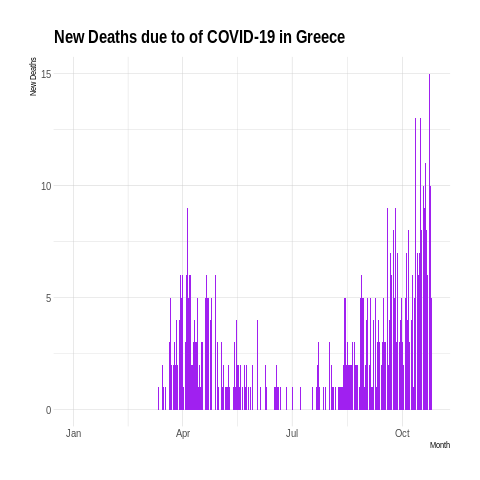 New Deaths due to of COVID-19 in Greece
New Deaths
15
10
5
0
Jan Apr Jul Oct
Month